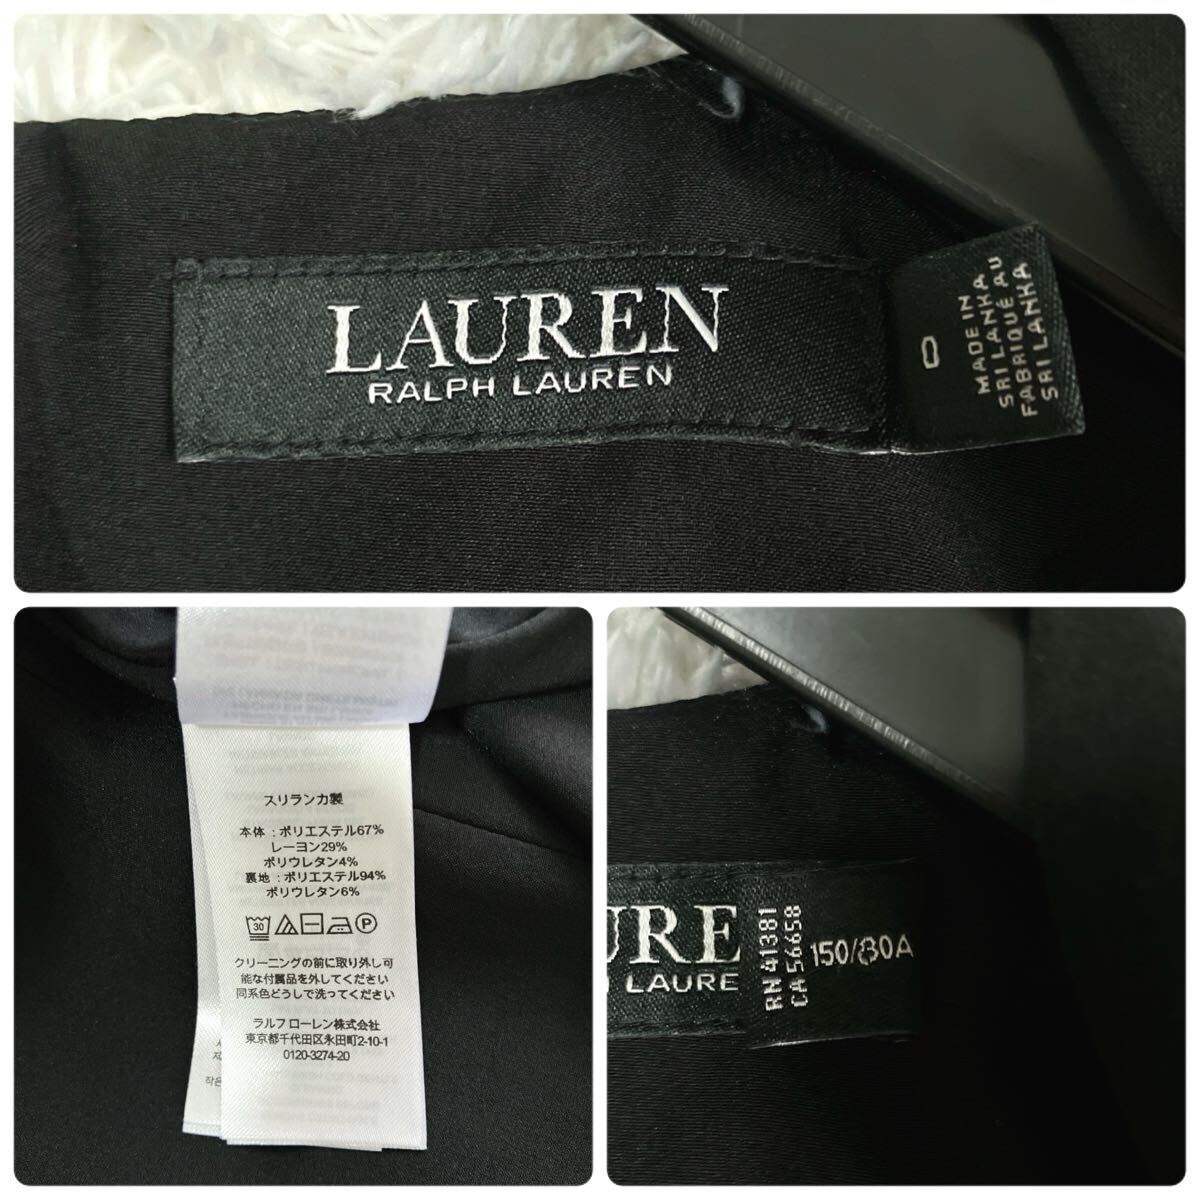 LAUREN
RALPH LAUREN
0
MADE IN
SRI LANKA
FABRIQUÉ AU
SRI LANKA
スリランカ製
本体：ポリエステル67%
レーヨン29%
ポリウレタン4%
裏地：ポリエステル94%
ポリウレタン6%
30
P
クリーニングの前に取り外し可
能な付属品を外してください
同系色どうしで洗ってください
ラルフ ローレン株式会社
東京都千代田区永田町2-10-1
0120-3274-20
작은
URE
LAURE
RN 41381
CA 56658
150/80A